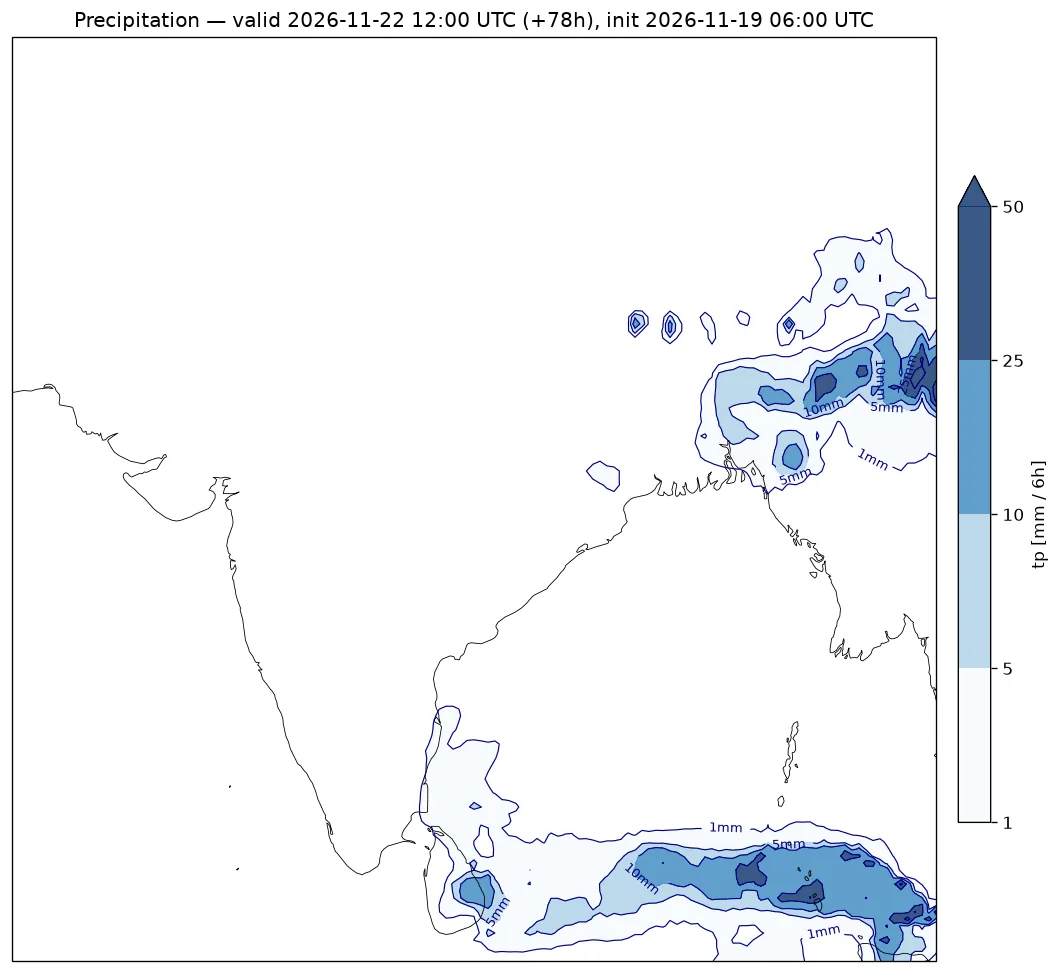 Precipitation — valid 2026-11-22 12:00 UTC (+78h), init 2026-11-19 06:00 UTC
50
25
10
5
1
tp [mm / 6h]
10mm
10mm
5mm
1mm
5mm
1mm
5mm
10mm
5mm
1mm